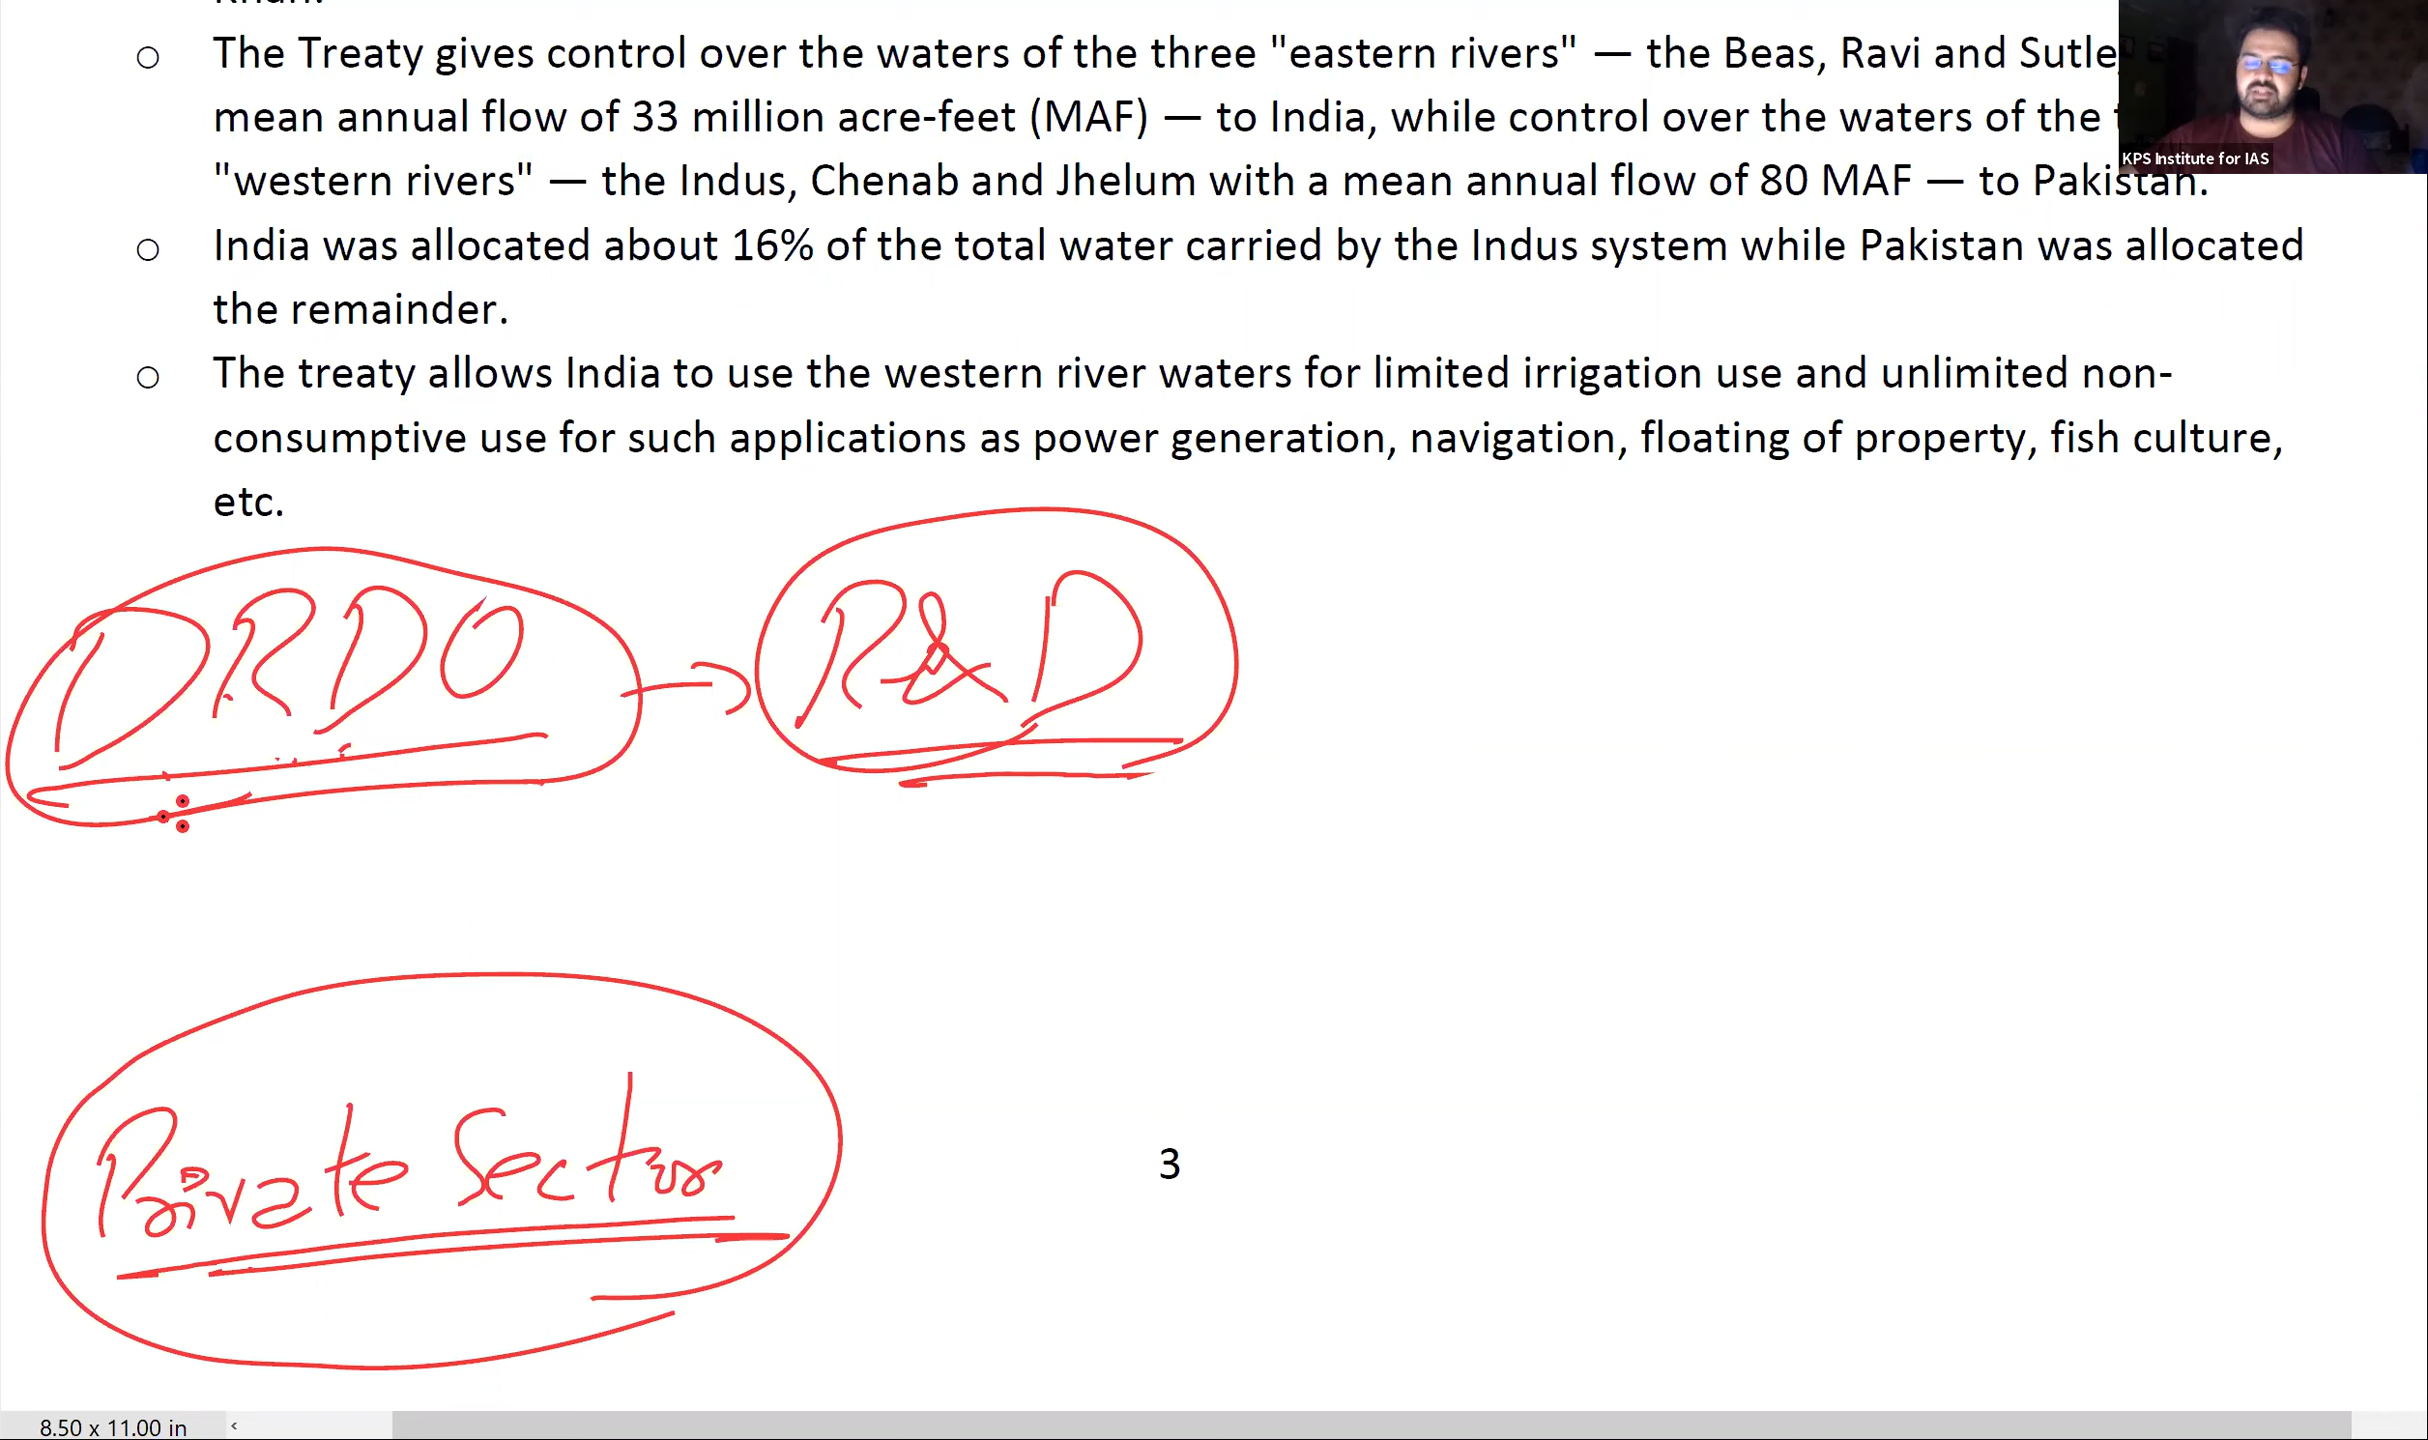 The Treaty gives control over the waters of the three "eastern rivers" — the Beas, Ravi and
mean annual flow of 33 million acre-feet (MAF) — to India, while control over the waters of the
KPS Institute for IAS
"western rivers" — the Indus, Chenab and Jhelum with a mean annual flow of 80 MAF — to Pakistan.
India was allocated about 16% of the total water carried by the Indus system while Pakistan was allocated
the remainder.
The treaty allows India to use the western river waters for limited irrigation use and unlimited non-
consumptive use for such applications as power generation, navigation, floating of property, fish culture,
etc.
DRDO → R&D
Private Sector
3
8.50 x 11.00 in